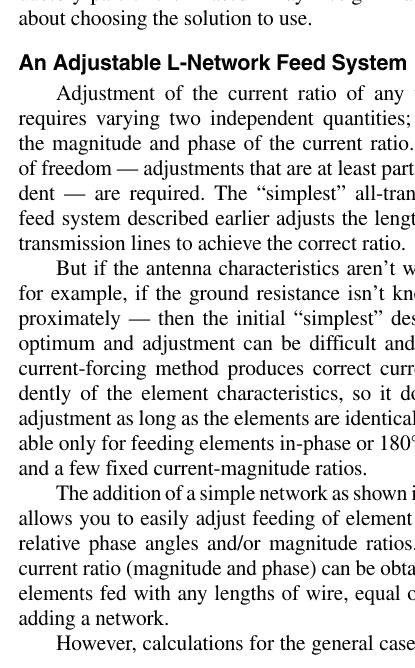 about choosing the solution to use.
An Adjustable L-Network Feed System
Adjustment of the current ratio of any
requires varying two independent quantities;
the magnitude and phase of the current ratio.
of freedom — adjustments that are at least part
dent — are required. The “simplest” all-tran
feed system described earlier adjusts the lengt
transmission lines to achieve the correct ratio.
But if the antenna characteristics aren’t w
for example, if the ground resistance isn’t kn
proximately — then the initial “simplest” des
optimum and adjustment can be difficult and
current-forcing method produces correct curr
dently of the element characteristics, so it do
adjustment as long as the elements are identical
able only for feeding elements in-phase or 180°
and a few fixed current-magnitude ratios.
The addition of a simple network as shown i
allows you to easily adjust feeding of element
relative phase angles and/or magnitude ratios.
current ratio (magnitude and phase) can be obta
elements fed with any lengths of wire, equal o
adding a network.
However, calculations for the general case